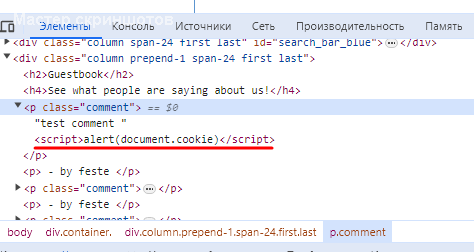 Мастер скриншотов
Элементы Консоль Источники Сеть Производительность Память
<div class="column span-24 first last" id="search_bar_blue">…</div>
<div class="column prepend-1 span-24 first last">
<h2>Guestbook</h2>
<h4>See what people are saying about us!</h4>
<p class="comment"> == $0
"test comment "
<script>alert(document.cookie)</script>
</p>
<p> - by feste </p>
<p class="comment">…</p>
<p> - by feste </p>
<p class="comment">…</p>
body div.container. div.column.prepend-1.span-24.first.last p.comment